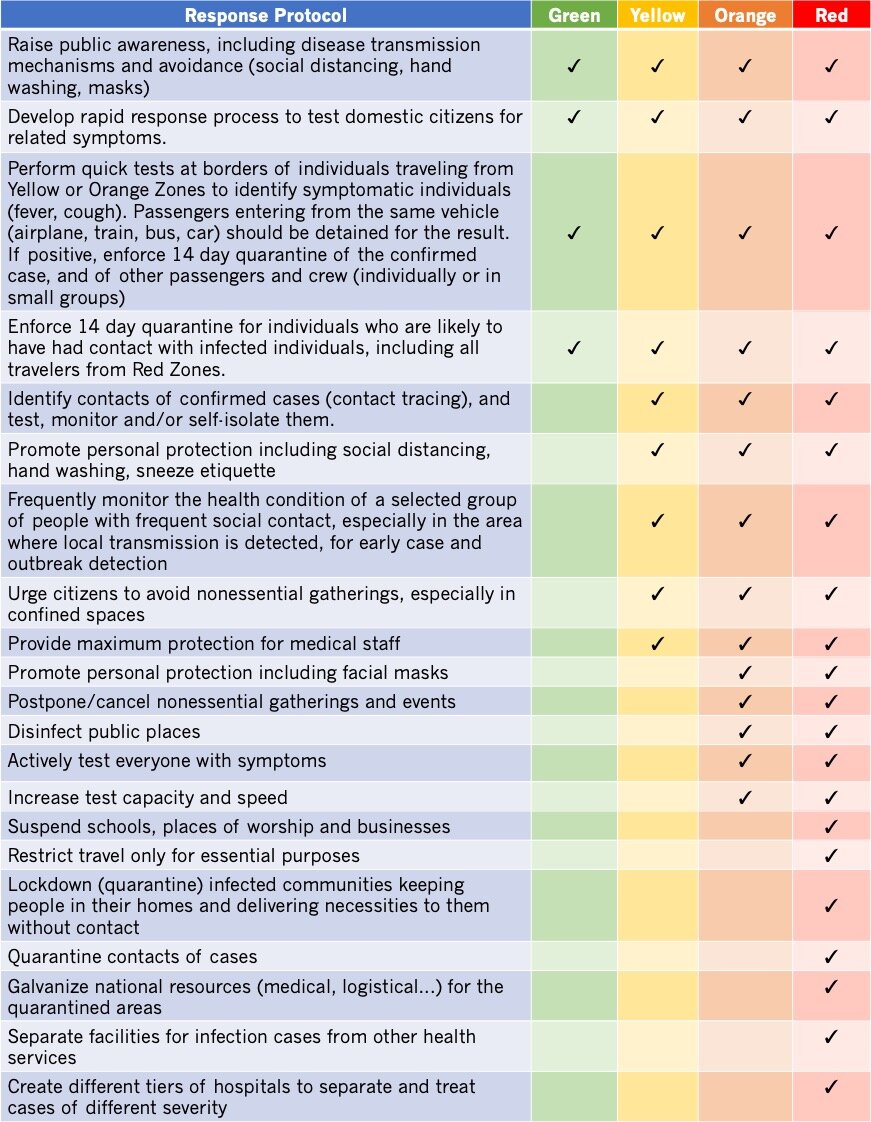 Response Protocol Green Yellow Orange Red
Raise public awareness, including disease transmission
mechanisms and avoidance (social distancing, hand
washing, masks) ✓ ✓ ✓ ✓
Develop rapid response process to test domestic citizens for ✓ ✓ ✓ ✓
related symptoms.
Perform quick tests at borders of individuals traveling from
Yellow or Orange Zones to identify symptomatic individuals
(fever, cough). Passengers entering from the same vehicle
(airplane, train, bus, car) should be detained for the result. ✓ ✓ ✓ ✓
If positive, enforce 14 day quarantine of the confirmed
case, and of other passengers and crew (individually or in
small groups)
Enforce 14 day quarantine for individuals who are likely to
have had contact with infected individuals, including all ✓ ✓ ✓ ✓
travelers from Red Zones.
Identify contacts of confirmed cases (contact tracing), and ✓ ✓ ✓
test, monitor and/or self-isolate them.
Promote personal protection including social distancing, ✓ ✓ ✓
hand washing, sneeze etiquette
Frequently monitor the health condition of a selected group
of people with frequent social contact, especially in the area ✓ ✓ ✓
where local transmission is detected, for early case and
outbreak detection
Urge citizens to avoid nonessential gatherings, especially in ✓ ✓ ✓
confined spaces
Provide maximum protection for medical staff ✓ ✓ ✓
Promote personal protection including facial masks ✓ ✓
Postpone/cancel nonessential gatherings and events ✓ ✓
Disinfect public places ✓ ✓
Actively test everyone with symptoms ✓ ✓
Increase test capacity and speed ✓ ✓
Suspend schools, places of worship and businesses ✓
Restrict travel only for essential purposes ✓
Lockdown (quarantine) infected communities keeping
people in their homes and delivering necessities to them ✓
without contact
Quarantine contacts of cases ✓
Galvanize national resources (medical, logistical...) for the ✓
quarantined areas
Separate facilities for infection cases from other health ✓
services
Create different tiers of hospitals to separate and treat ✓
cases of different severity